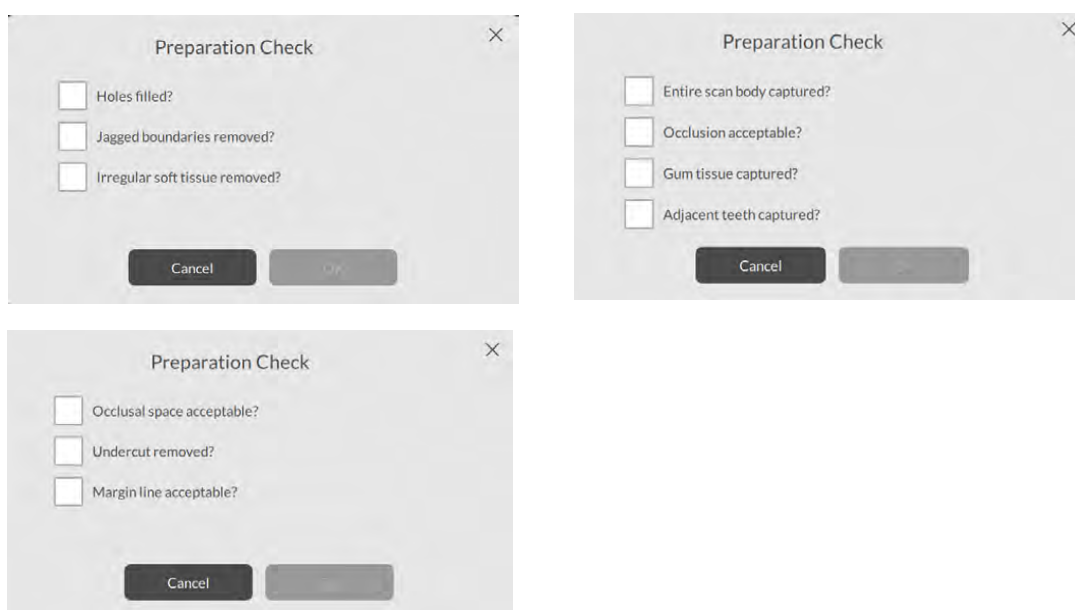 Preparation Check
Holes filled?
Jagged boundaries removed?
Irregular soft tissue removed?
Cancel OK
Preparation Check
Entire scan body captured?
Occlusion acceptable?
Gum tissue captured?
Adjacent teeth captured?
Cancel
Preparation Check
Occlusal space acceptable?
Undercut removed?
Margin line acceptable?
Cancel